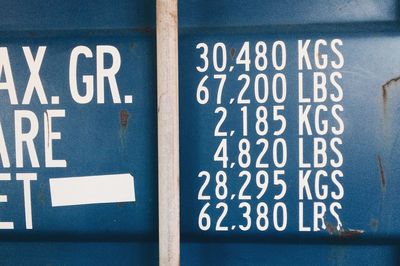 AX. GR. 30,480 KGS
67,200 LBS
ARE 2,185 KGS
4,820 LBS
ET 28,295 KGS
62,380 LBS